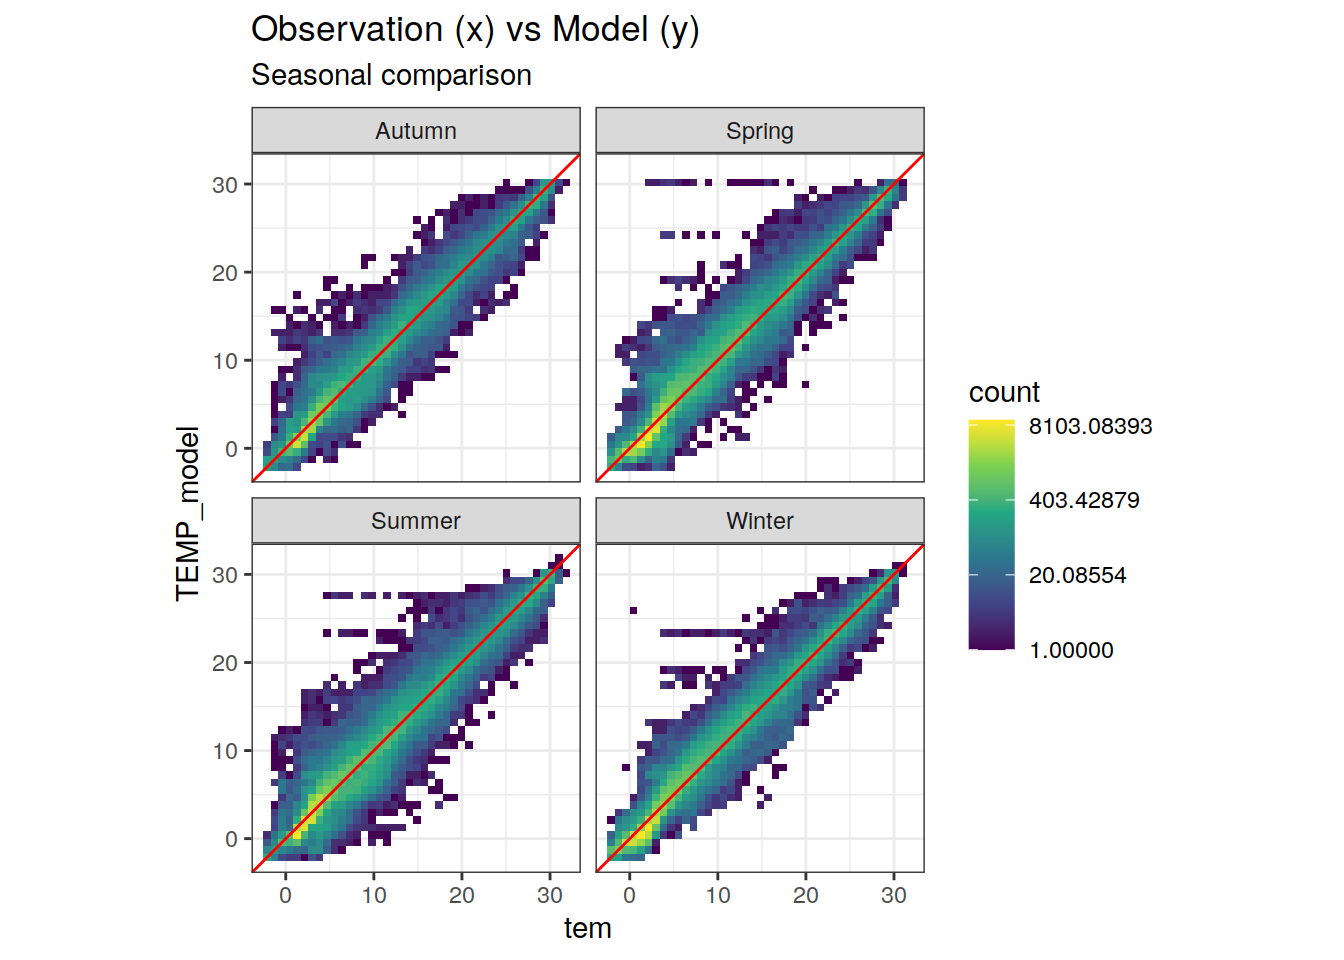 Observation (x) vs Model (y)
Seasonal comparison
Autumn
Spring
30
20
10
0
Summer
Winter
30
20
10
0
0
10
20
30
0
10
20
30
tem
TEMP_model
count
8103.08393
403.42879
20.08554
1.00000